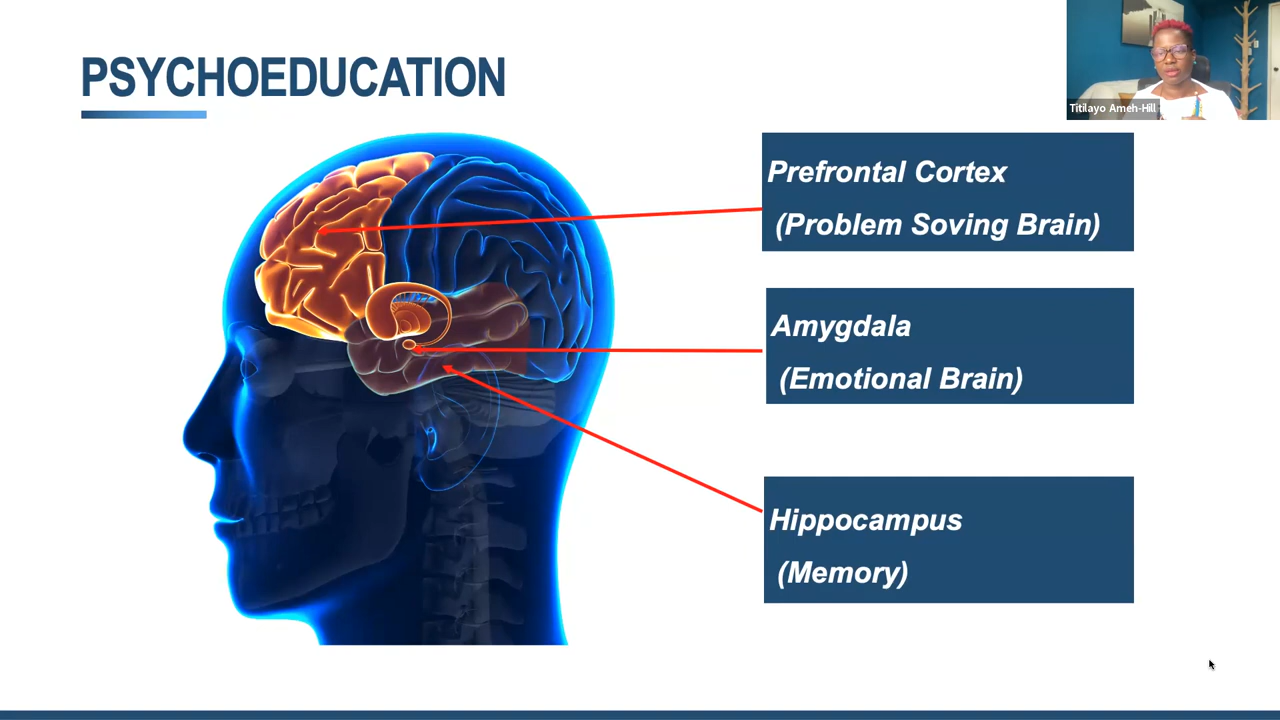 PSYCHOEDUCATION
Titilayo Ameh-Hill
Prefrontal Cortex
(Problem Soving Brain)
Amygdala
(Emotional Brain)
Hippocampus
(Memory)